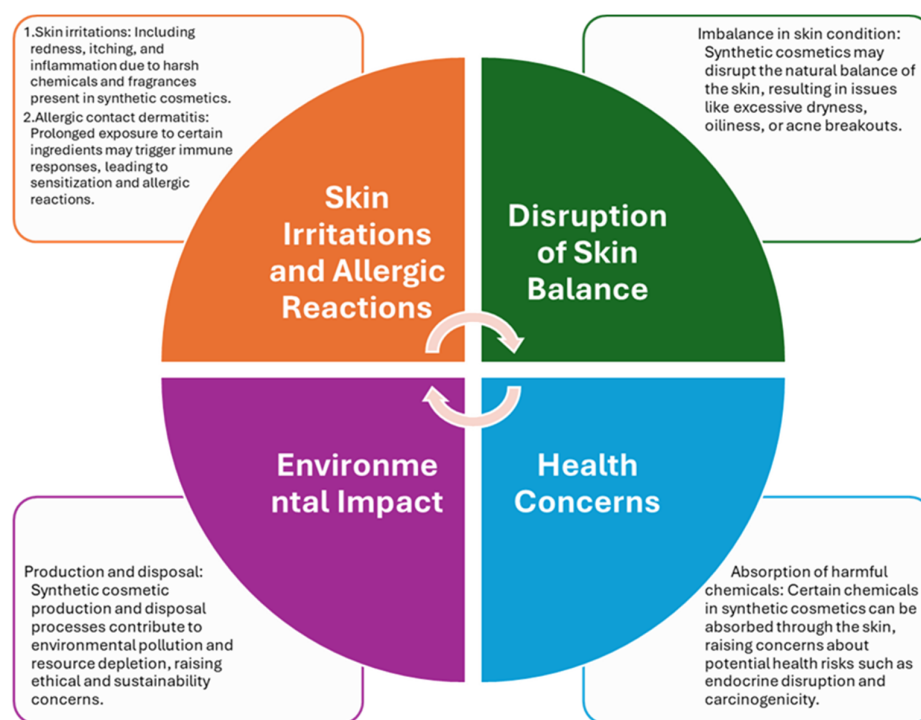 1.Skin irritations: Including
redness, itching, and
inflammation due to harsh
chemicals and fragrances
present in synthetic cosmetics.
2.Allergic contact dermatitis:
Prolonged exposure to certain
ingredients may trigger immune
responses, leading to
sensitization and allergic
reactions.
Imbalance in skin condition:
Synthetic cosmetics may
disrupt the natural balance of
the skin, resulting in issues
like excessive dryness,
oiliness, or acne breakouts.
Skin
Irritations
and Allergic
Reactions
Disruption
of Skin
Balance
Environme
ntal Impact
Health
Concerns
Production and disposal:
Synthetic cosmetic
production and disposal
processes contribute to
environmental pollution and
resource depletion, raising
ethical and sustainability
concerns.
Absorption of harmful
chemicals: Certain chemicals
in synthetic cosmetics can be
absorbed through the skin,
raising concerns about
potential health risks such as
endocrine disruption and
carcinogenicity.